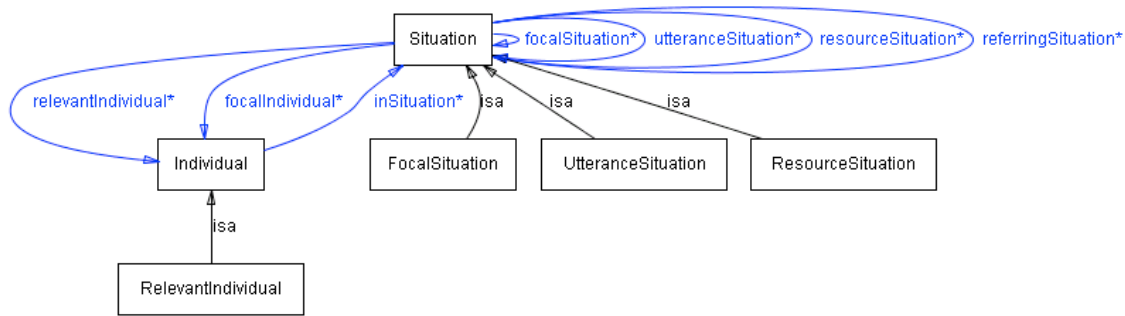 Situation
focalSituation*
utteranceSituation*
resourceSituation*
referringSituation*
relevantIndividual*
focalIndividual*
inSituation*
isa
isa
isa
Individual
FocalSituation
UtteranceSituation
ResourceSituation
isa
RelevantIndividual